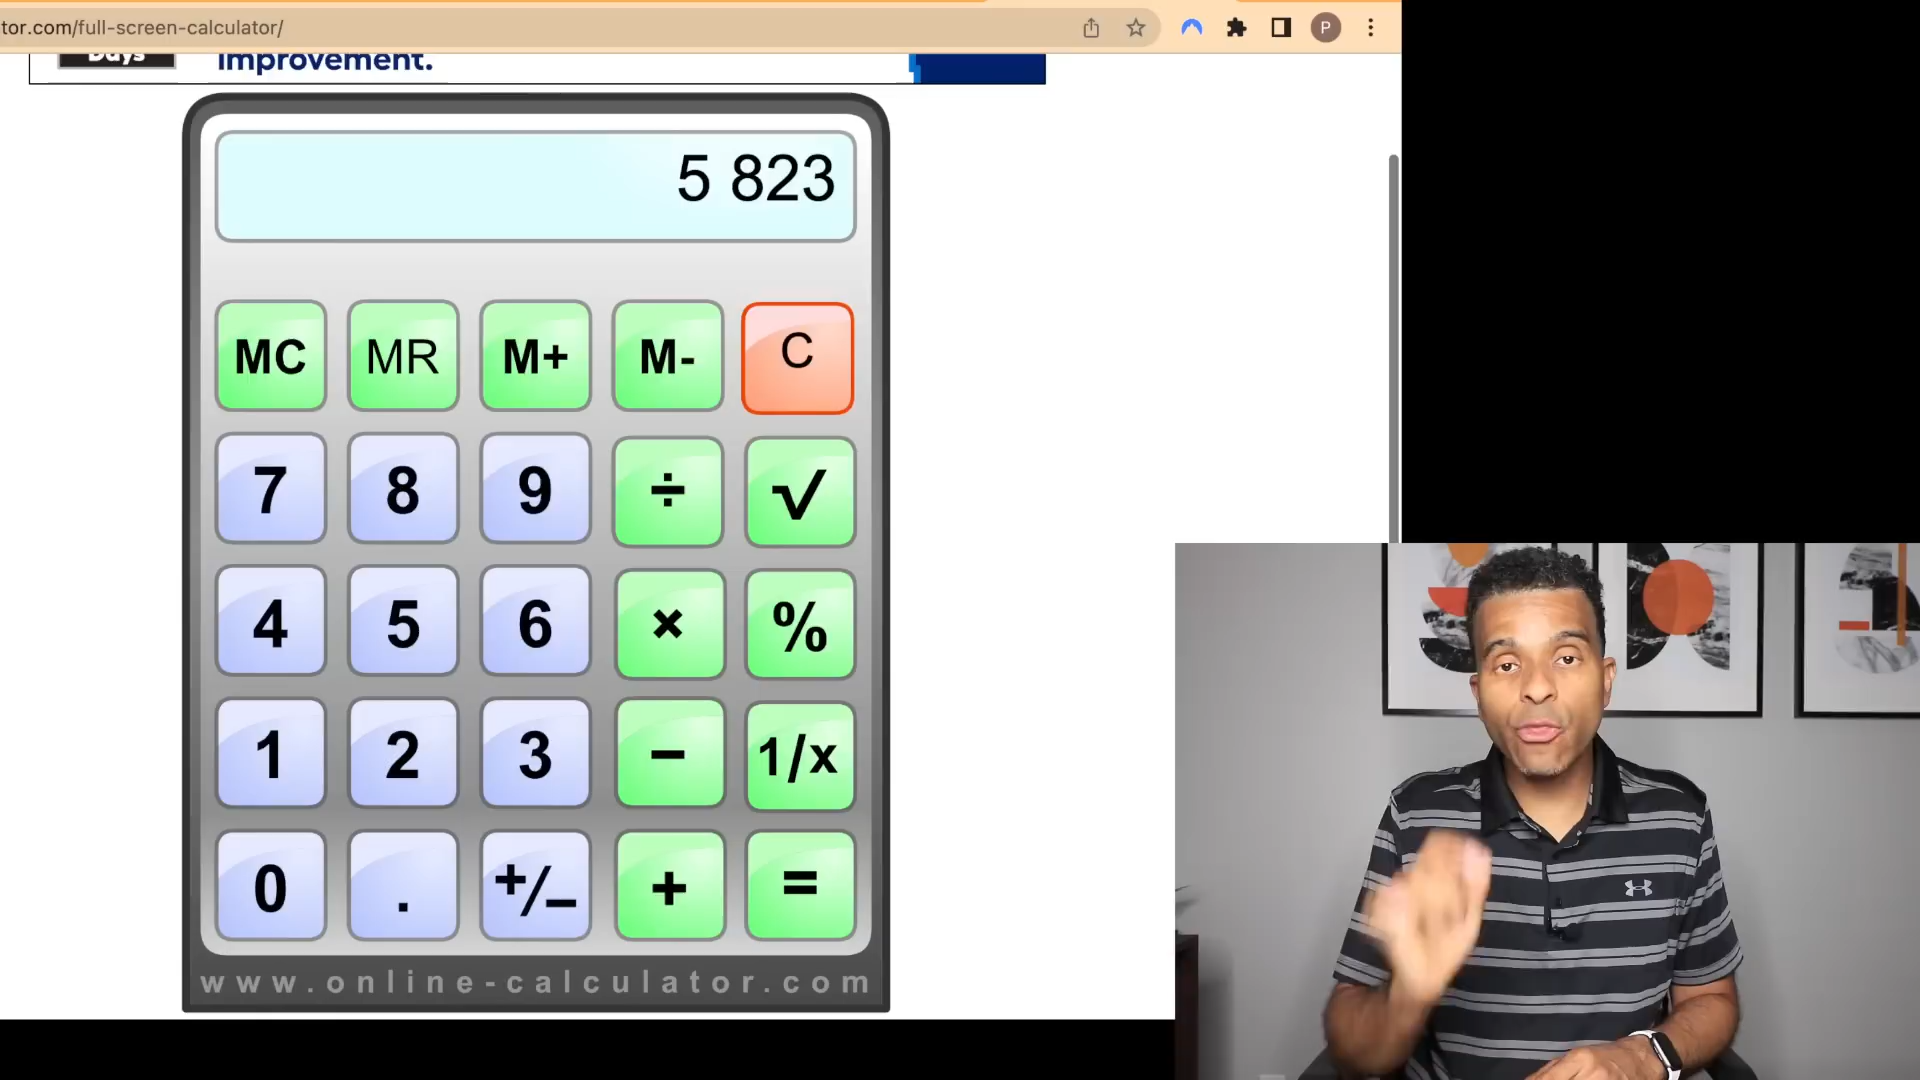 tor.com/full-screen-calculator/
P
Days
improvement.
5 823
MC MR M+ M- C
7 8 9 ÷ √
4 5 6 × %
1 2 3 − 1/x
0 . +/− + =
www.online-calculator.com